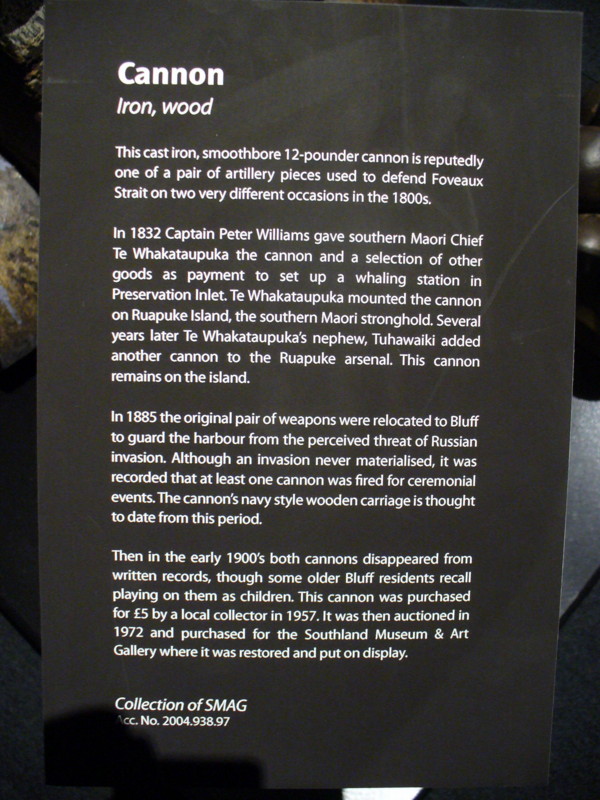 Cannon
Iron, wood
This cast iron, smoothbore 12-pounder cannon is reputedly
one of a pair of artillery pieces used to defend Foveaux
Strait on two very different occasions in the 1800s.
In 1832 Captain Peter Williams gave southern Maori Chief
Te Whakataupuka the cannon and a selection of other
goods as payment to set up a whaling station in
Preservation Inlet. Te Whakataupuka mounted the cannon
on Ruapuke Island, the southern Maori stronghold. Several
years later Te Whakataupuka's nephew, Tuhawaiki added
another cannon to the Ruapuke arsenal. This cannon
remains on the island.
In 1885 the original pair of weapons were relocated to Bluff
to guard the harbour from the perceived threat of Russian
invasion. Although an invasion never materialised, it was
recorded that at least one cannon was fired for ceremonial
events. The cannon's navy style wooden carriage is thought
to date from this period.
Then in the early 1900's both cannons disappeared from
written records, though some older Bluff residents recall
playing on them as children. This cannon was purchased
for £5 by a local collector in 1957. It was then auctioned in
1972 and purchased for the Southland Museum & Art
Gallery where it was restored and put on display.
Collection of SMAG
Acc. No. 2004.938.97